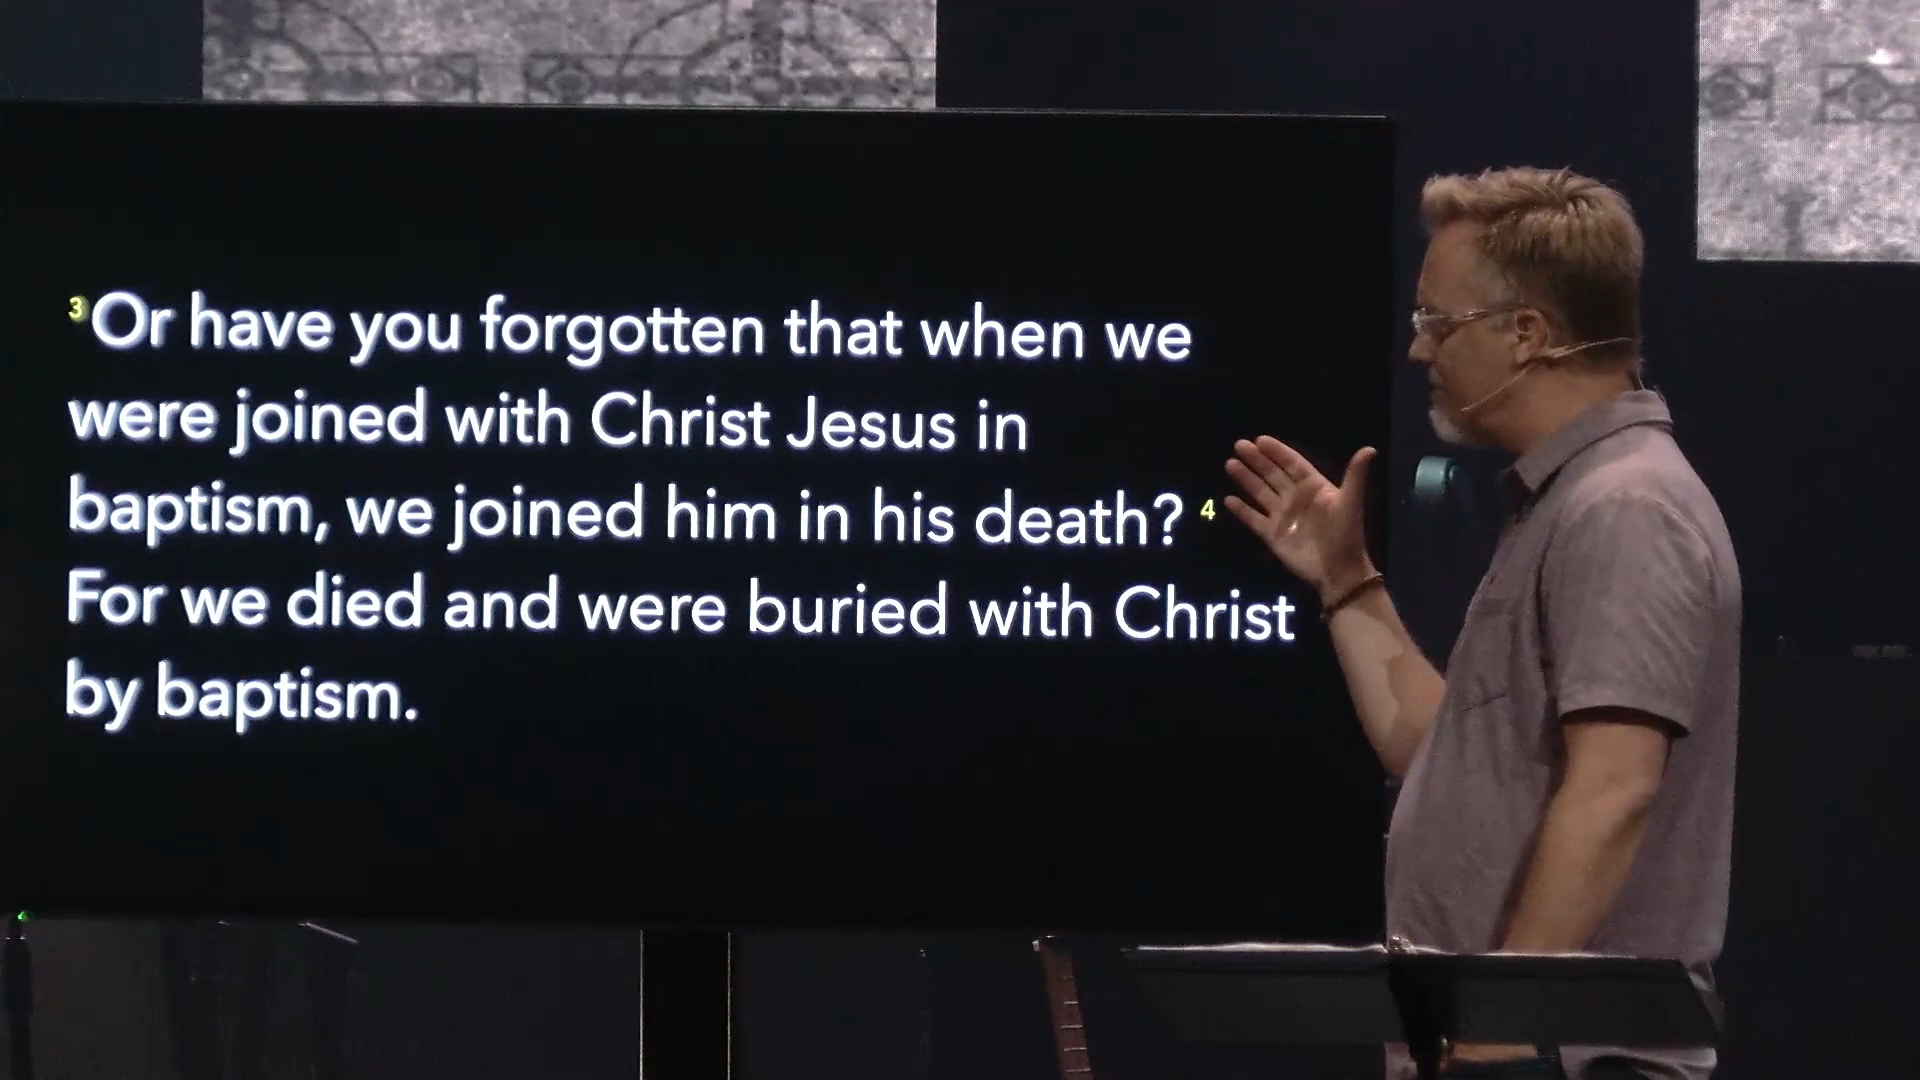 ³Or have you forgotten that when we
were joined with Christ Jesus in
baptism, we joined him in his death? ⁴
For we died and were buried with Christ
by baptism.